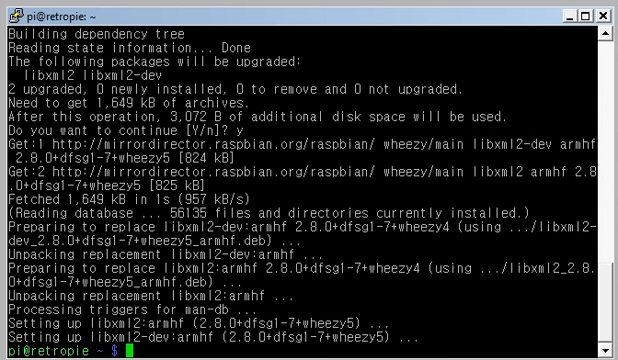 pi@retropie: ~
Building dependency tree
Reading state information... Done
The following packages will be upgraded:
  libxml2 libxml2-dev
2 upgraded, 0 newly installed, 0 to remove and 0 not upgraded.
Need to get 1,649 kB of archives.
After this operation, 3,072 B of additional disk space will be used.
Do you want to continue [Y/n]? y
Get:1 http://mirrordirector.raspbian.org/raspbian/ wheezy/main libxml2-dev armhf
 2.8.0+dfsg1-7+wheezy5 [824 kB]
Get:2 http://mirrordirector.raspbian.org/raspbian/ wheezy/main libxml2 armhf 2.8
.0+dfsg1-7+wheezy5 [825 kB]
Fetched 1,649 kB in 1s (957 kB/s)
(Reading database ... 56135 files and directories currently installed.)
Preparing to replace libxml2-dev:armhf 2.8.0+dfsg1-7+wheezy4 (using .../libxml2-
dev_2.8.0+dfsg1-7+wheezy5_armhf.deb) ...
Unpacking replacement libxml2-dev:armhf ...
Preparing to replace libxml2:armhf 2.8.0+dfsg1-7+wheezy4 (using .../libxml2_2.8.
0+dfsg1-7+wheezy5_armhf.deb) ...
Unpacking replacement libxml2:armhf ...
Processing triggers for man-db ...
Setting up libxml2:armhf (2.8.0+dfsg1-7+wheezy5) ...
Setting up libxml2-dev:armhf (2.8.0+dfsg1-7+wheezy5) ...
pi@retropie ~ $